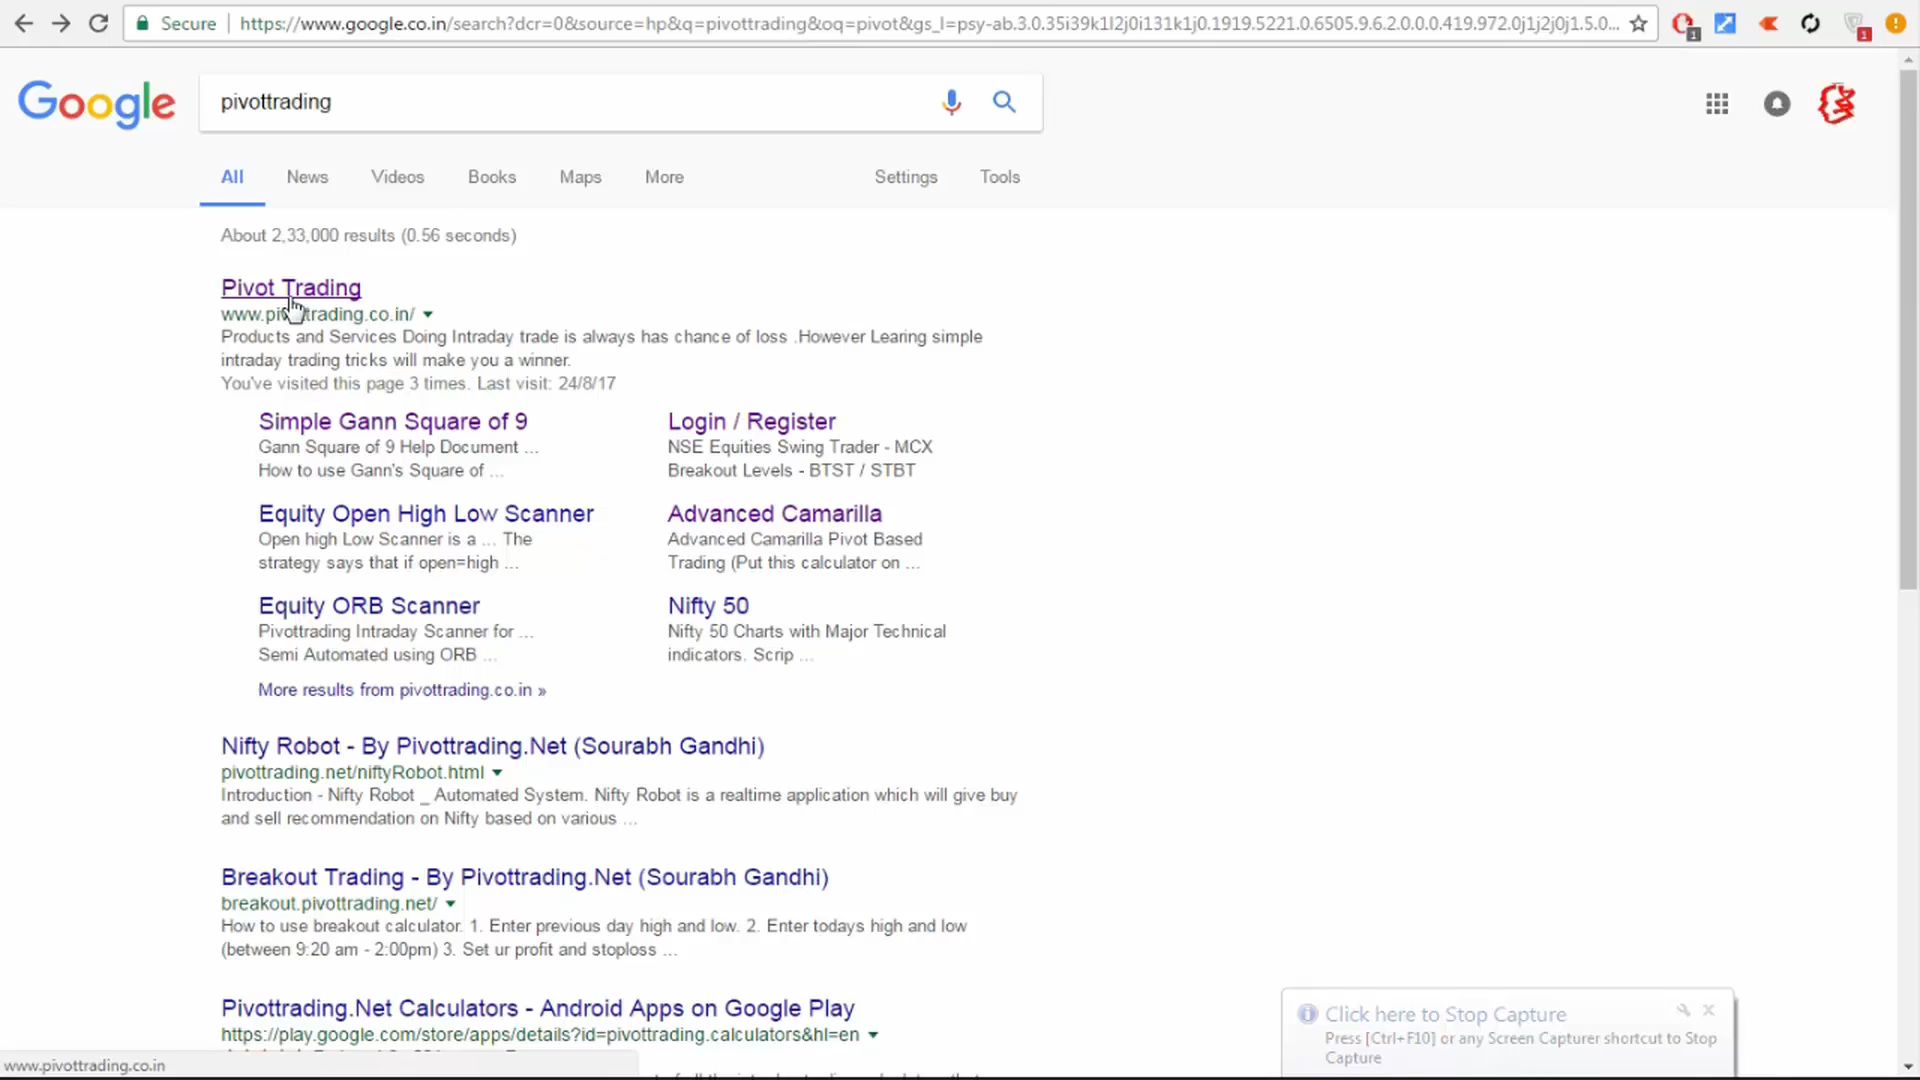 Secure https://www.google.co.in/search?dcr=0&source=hp&q=pivottrading&oq=pivot&gs_l=psy-ab.3.0.35i39k1l2j0i131k1j0.1919.5221.0.6505.9.6.2.0.0.0.419.972.0j1j2j0j1.5.0...
1 1
Google pivottrading
All News Videos Books Maps More Settings Tools
About 2,33,000 results (0.56 seconds)
Pivot Trading
www.pivottrading.co.in/
Products and Services Doing Intraday trade is always has chance of loss .However Learing simple
intraday trading tricks will make you a winner.
You've visited this page 3 times. Last visit: 24/8/17
Simple Gann Square of 9
Gann Square of 9 Help Document ...
How to use Gann's Square of ...
Login / Register
NSE Equities Swing Trader - MCX
Breakout Levels - BTST / STBT
Equity Open High Low Scanner
Open high Low Scanner is a ... The
strategy says that if open=high ...
Advanced Camarilla
Advanced Camarilla Pivot Based
Trading (Put this calculator on ...
Equity ORB Scanner
Pivottrading Intraday Scanner for ...
Semi Automated using ORB ...
Nifty 50
Nifty 50 Charts with Major Technical
indicators. Scrip ...
More results from pivottrading.co.in »
Nifty Robot - By Pivottrading.Net (Sourabh Gandhi)
pivottrading.net/niftyRobot.html
Introduction - Nifty Robot _ Automated System. Nifty Robot is a realtime application which will give buy
and sell recommendation on Nifty based on various ...
Breakout Trading - By Pivottrading.Net (Sourabh Gandhi)
breakout.pivottrading.net/
How to use breakout calculator. 1. Enter previous day high and low. 2. Enter todays high and low
(between 9:20 am - 2:00pm) 3. Set ur profit and stoploss ...
Pivottrading.Net Calculators - Android Apps on Google Play
https://play.google.com/store/apps/details?id=pivottrading.calculators&hl=en
Click here to Stop Capture
Press [Ctrl+F10] or any Screen Capturer shortcut to Stop
Capture
www.pivottrading.co.in